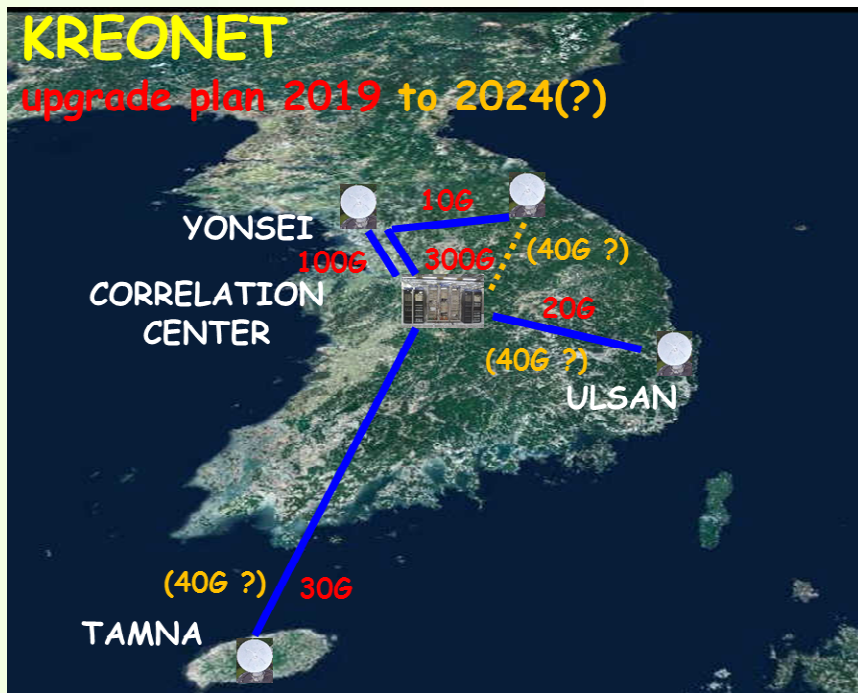 KREONET
upgrade plan 2019 to 2024(?)
10G
YONSEI
100G
300G
(40G ?)
CORRELATION
CENTER
20G
(40G ?)
ULSAN
(40G ?)
30G
TAMNA